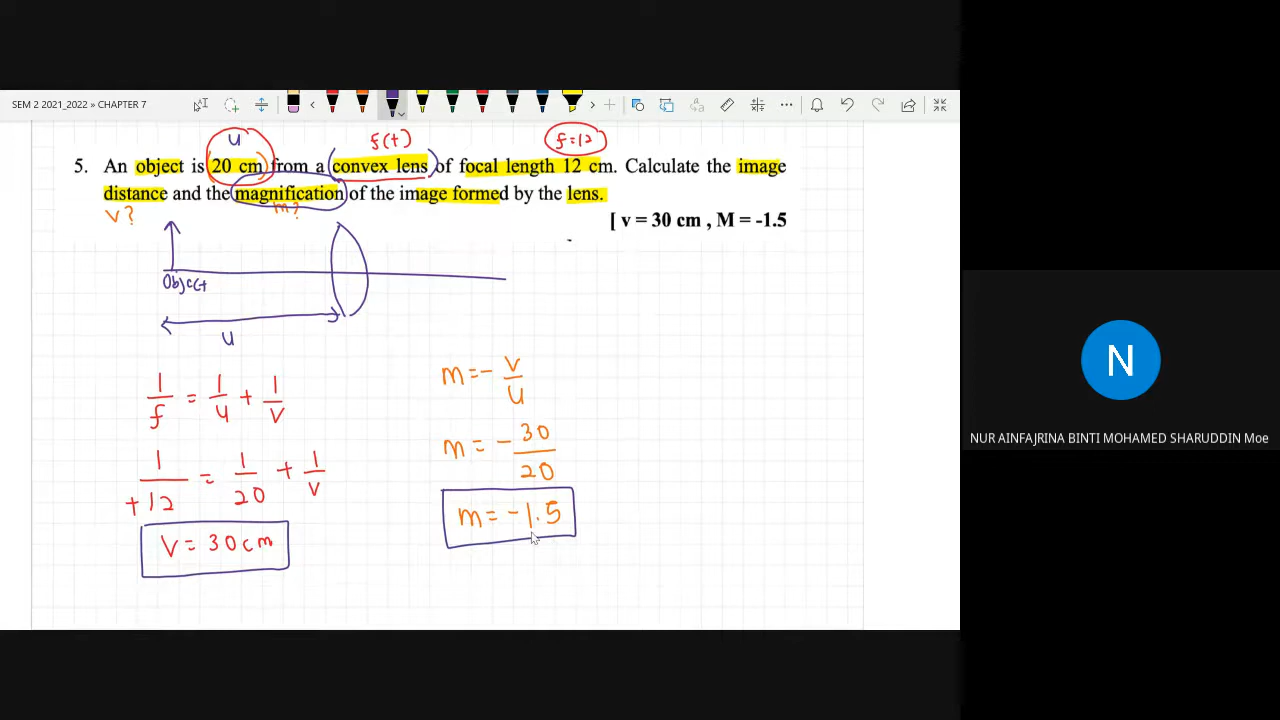 SEM 2 2021_2022 » CHAPTER 7
u
f(+)
f=12
5. An object is 20 cm from a convex lens of focal length 12 cm. Calculate the image
distance and the magnification of the image formed by the lens.
v?
m?
[ v = 30 cm , M = -1.5
Object
u
1/f = 1/u + 1/v
1/+12 = 1/20 + 1/v
v = 30cm
m = - v/u
m = - 30/20
m = -1.5
N
NUR AINFAJRINA BINTI MOHAMED SHARUDDIN Moe